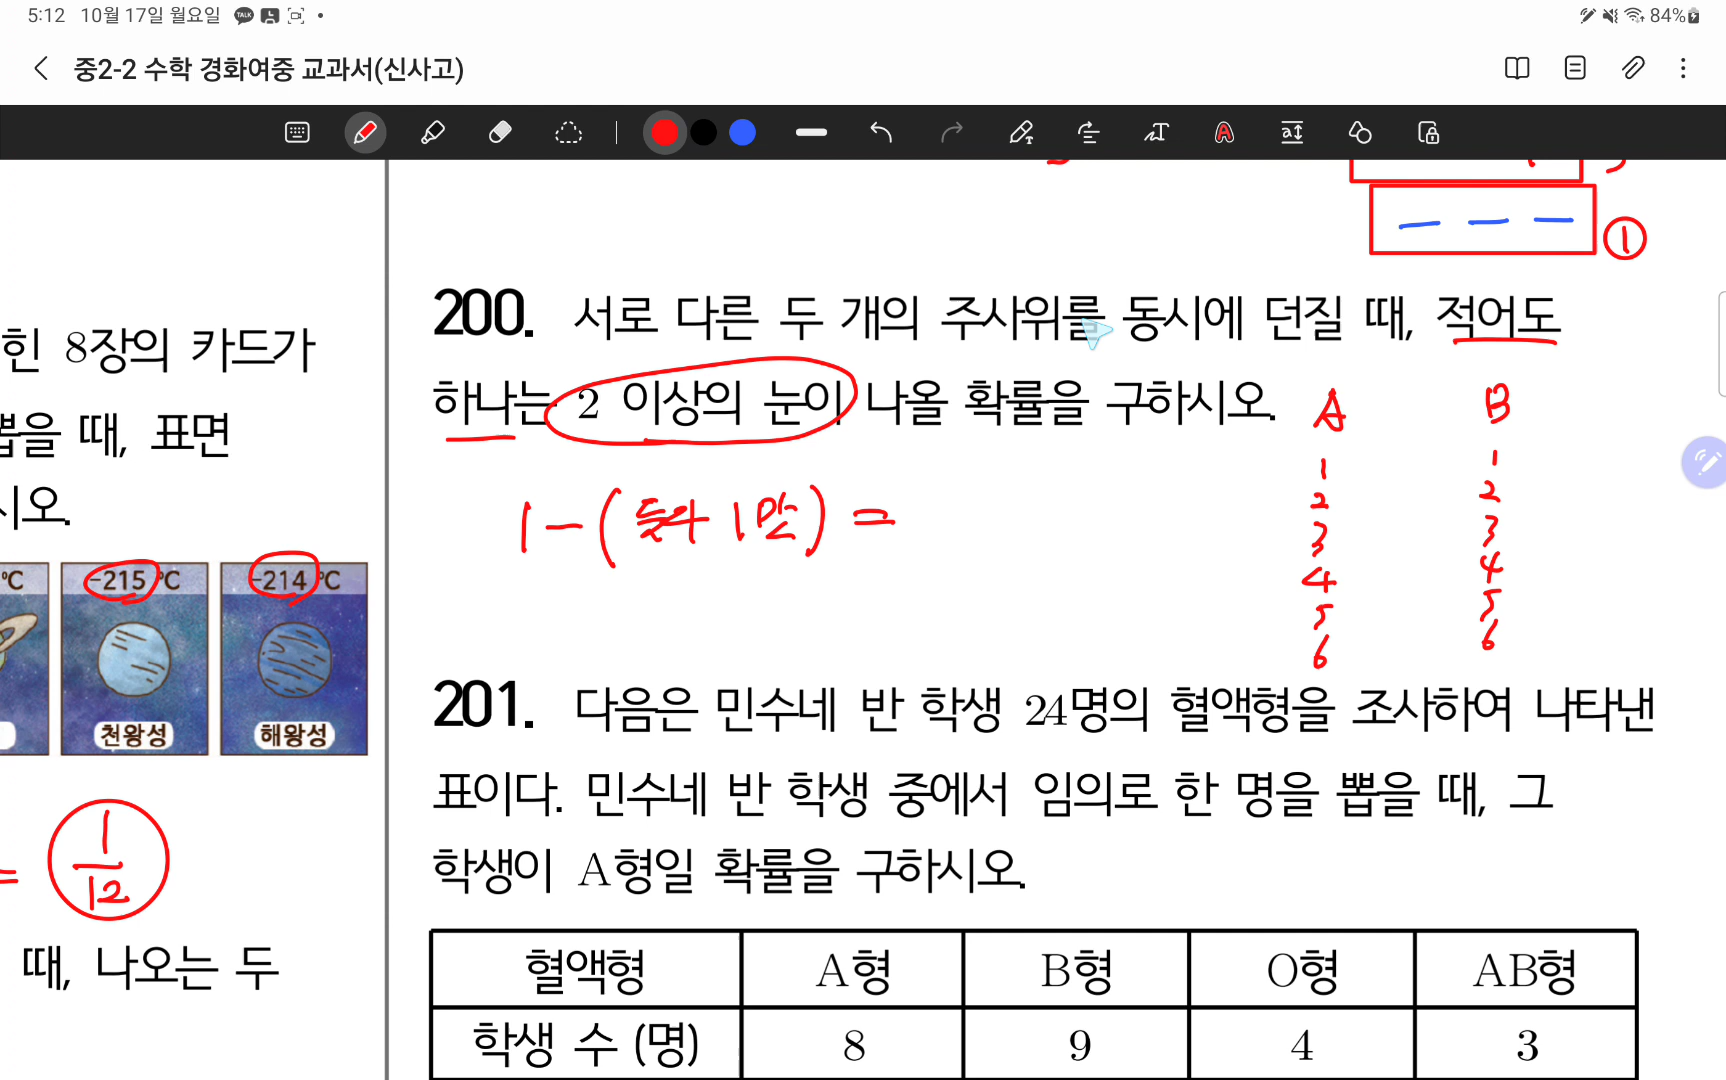 5:12 10월 17일 월요일 TALK
84%
중2-2 수학 경화여중 교과서(신사고)
①
힌 8장의 카드가
뽑을 때, 표면
시오.
℃
-215 ℃
-214 ℃
천왕성
해왕성
= 1/12
때, 나오는 두
200. 서로 다른 두 개의 주사위를 동시에 던질 때, 적어도
하나는 2 이상의 눈이 나올 확률을 구하시오.
A B
1 1
2 2
3 3
4 4
5 5
6 6
1-(둘다 1만) =
201. 다음은 민수네 반 학생 24명의 혈액형을 조사하여 나타낸
표이다. 민수네 반 학생 중에서 임의로 한 명을 뽑을 때, 그
학생이 A형일 확률을 구하시오.
혈액형 A형 B형 O형 AB형
학생 수 (명) 8 9 4 3